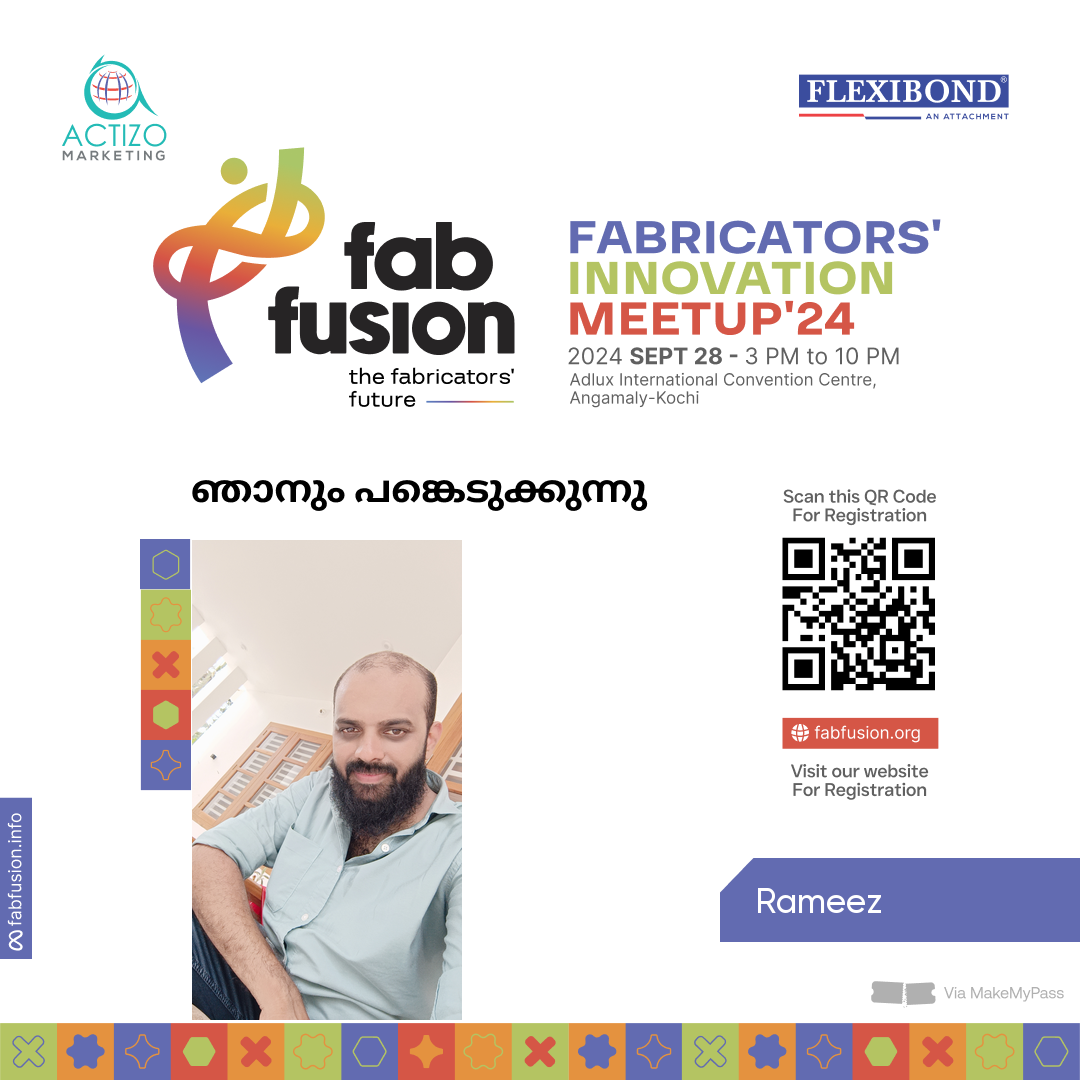 ACTIZO
MARKETING
FLEXIBOND®
AN ATTACHMENT
fab
fusion
the fabricators'
future
FABRICATORS'
INNOVATION
MEETUP'24
2024 SEPT 28 - 3 PM to 10 PM
Adlux International Convention Centre,
Angamaly-Kochi
ഞാനും പങ്കെടുക്കുന്നു
Scan this QR Code
For Registration
fabfusion.org
Visit our website
For Registration
fabfusion.info
Rameez
Via MakeMyPass